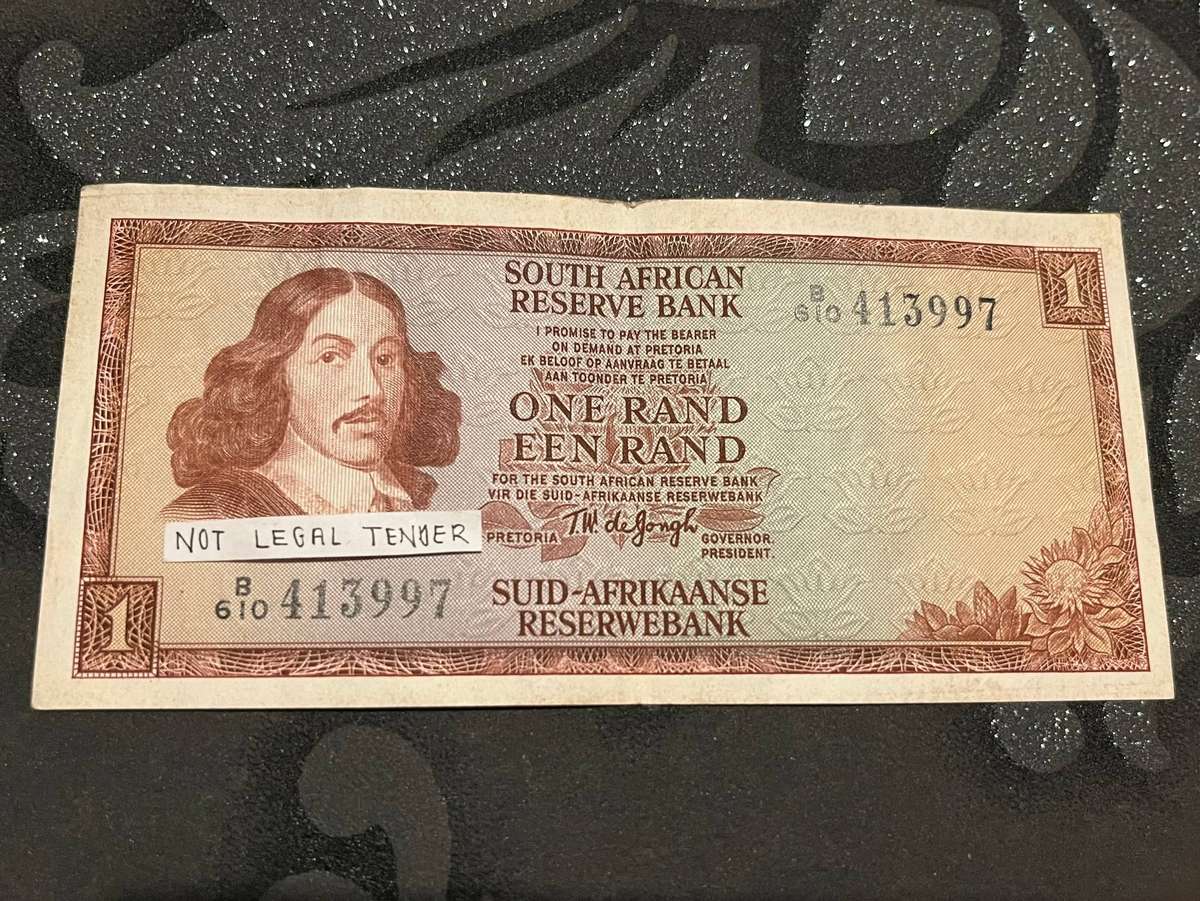 1
SOUTH AFRICAN
RESERVE BANK
B
610 413997
I PROMISE TO PAY THE BEARER
ON DEMAND AT PRETORIA
EK BELOOF OP AANVRAAG TE BETAAL
AAN TOONDER TE PRETORIA
ONE RAND
EEN RAND
FOR THE SOUTH AFRICAN RESERVE BANK
VIR DIE SUID-AFRIKAANSE RESERWEBANK
PRETORIA T.W. de Jongh GOVERNOR.
PRESIDENT.
NOT LEGAL TENDER
B
610 413997
SUID-AFRIKAANSE
RESERWEBANK
1